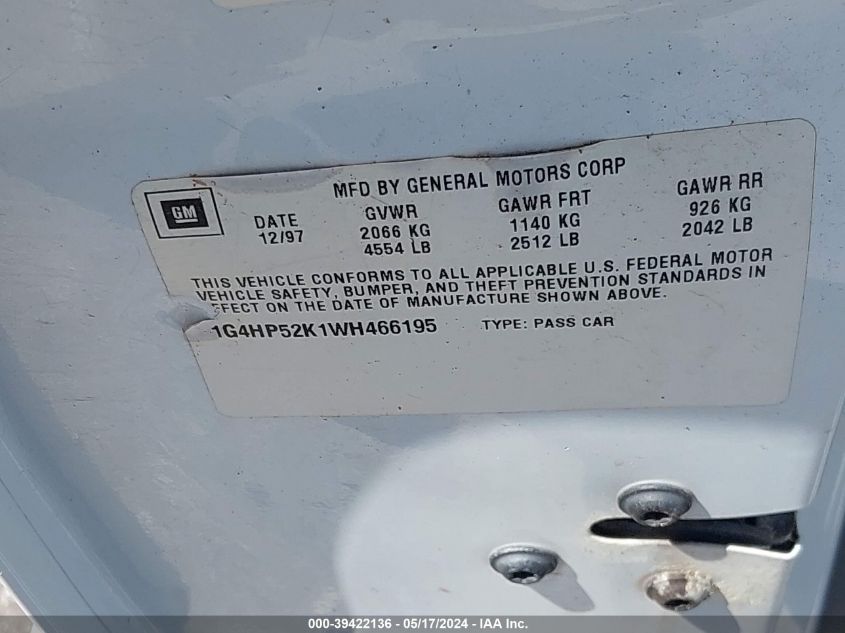 MFD BY GENERAL MOTORS CORP
GM
DATE GVWR GAWR FRT GAWR RR
12/97 2066 KG 1140 KG 926 KG
4554 LB 2512 LB 2042 LB
THIS VEHICLE CONFORMS TO ALL APPLICABLE U.S. FEDERAL MOTOR
VEHICLE SAFETY, BUMPER, AND THEFT PREVENTION STANDARDS IN
EFFECT ON THE DATE OF MANUFACTURE SHOWN ABOVE.
1G4HP52K1WH466195 TYPE: PASS CAR
000-39422136 - 05/17/2024 - IAA Inc.